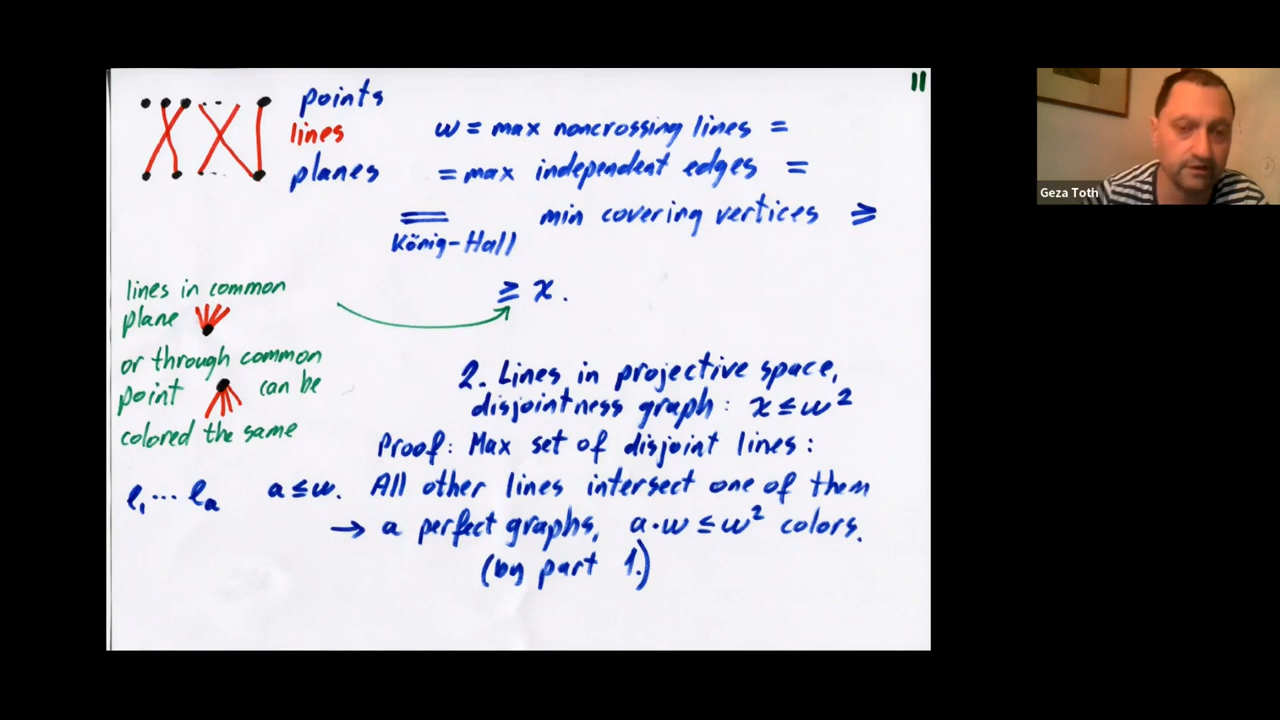 11
points
lines
planes
ω = max noncrossing lines =
= max independent edges =
= min covering vertices ≥
König-Hall
≥ χ.
lines in common
plane
or through common
point can be
colored the same
2. Lines in projective space,
disjointness graph: χ ≤ ω²
Proof: Max set of disjoint lines:
l₁ ... lₐ a ≤ ω. All other lines intersect one of them
→ a perfect graphs, a·ω ≤ ω² colors.
(by part 1.)
Geza Toth